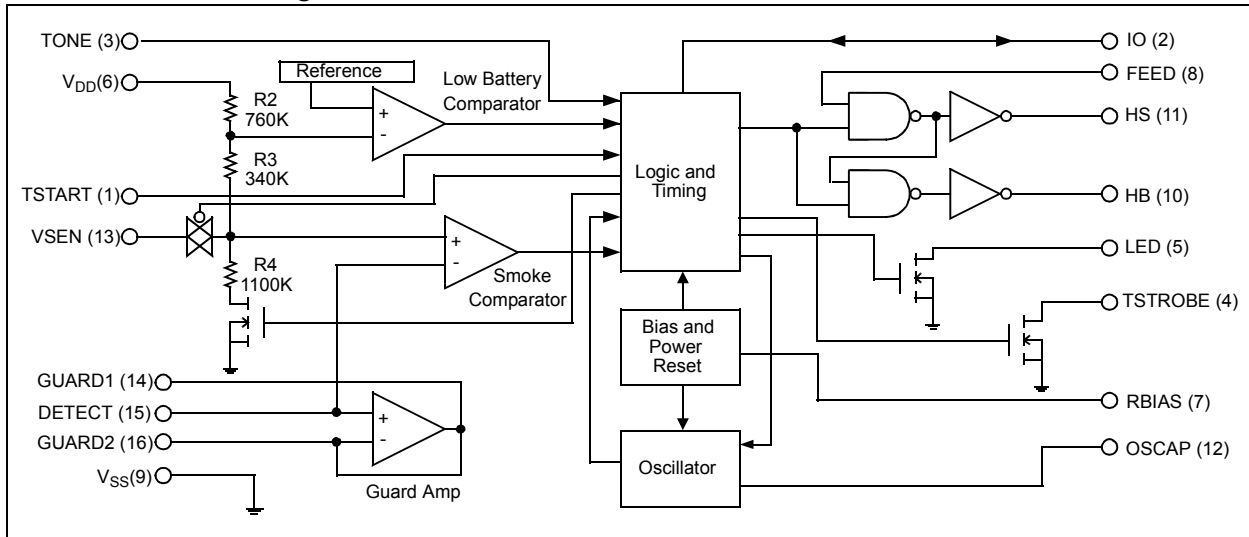 TONE (3)
VDD(6)
R2
760K
R3
340K
TSTART (1)
VSEN (13)
R4
1100K
GUARD1 (14)
DETECT (15)
GUARD2 (16)
VSS(9)
Reference
+
-
Low Battery
Comparator
+
-
Smoke
Comparator
+
-
Guard Amp
Logic and
Timing
Bias and
Power
Reset
Oscillator
IO (2)
FEED (8)
HS (11)
HB (10)
LED (5)
TSTROBE (4)
RBIAS (7)
OSCAP (12)